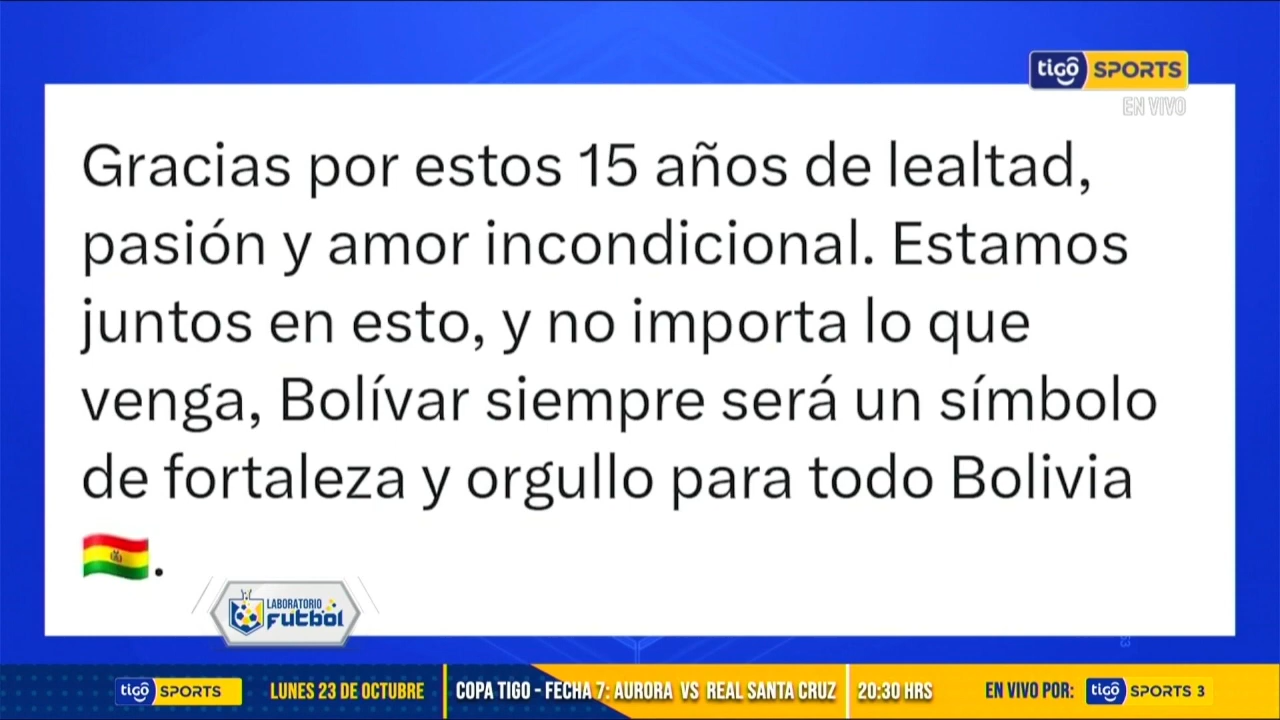 tigo SPORTS
EN VIVO
Gracias por estos 15 años de lealtad,
pasión y amor incondicional. Estamos
juntos en esto, y no importa lo que
venga, Bolívar siempre será un símbolo
de fortaleza y orgullo para todo Bolivia
🇧🇴.
LABORATORIO
FUTBOL
tigo SPORTS LUNES 23 DE OCTUBRE COPA TIGO - FECHA 7: AURORA VS REAL SANTA CRUZ 20:30 HRS EN VIVO POR: tigo SPORTS 3